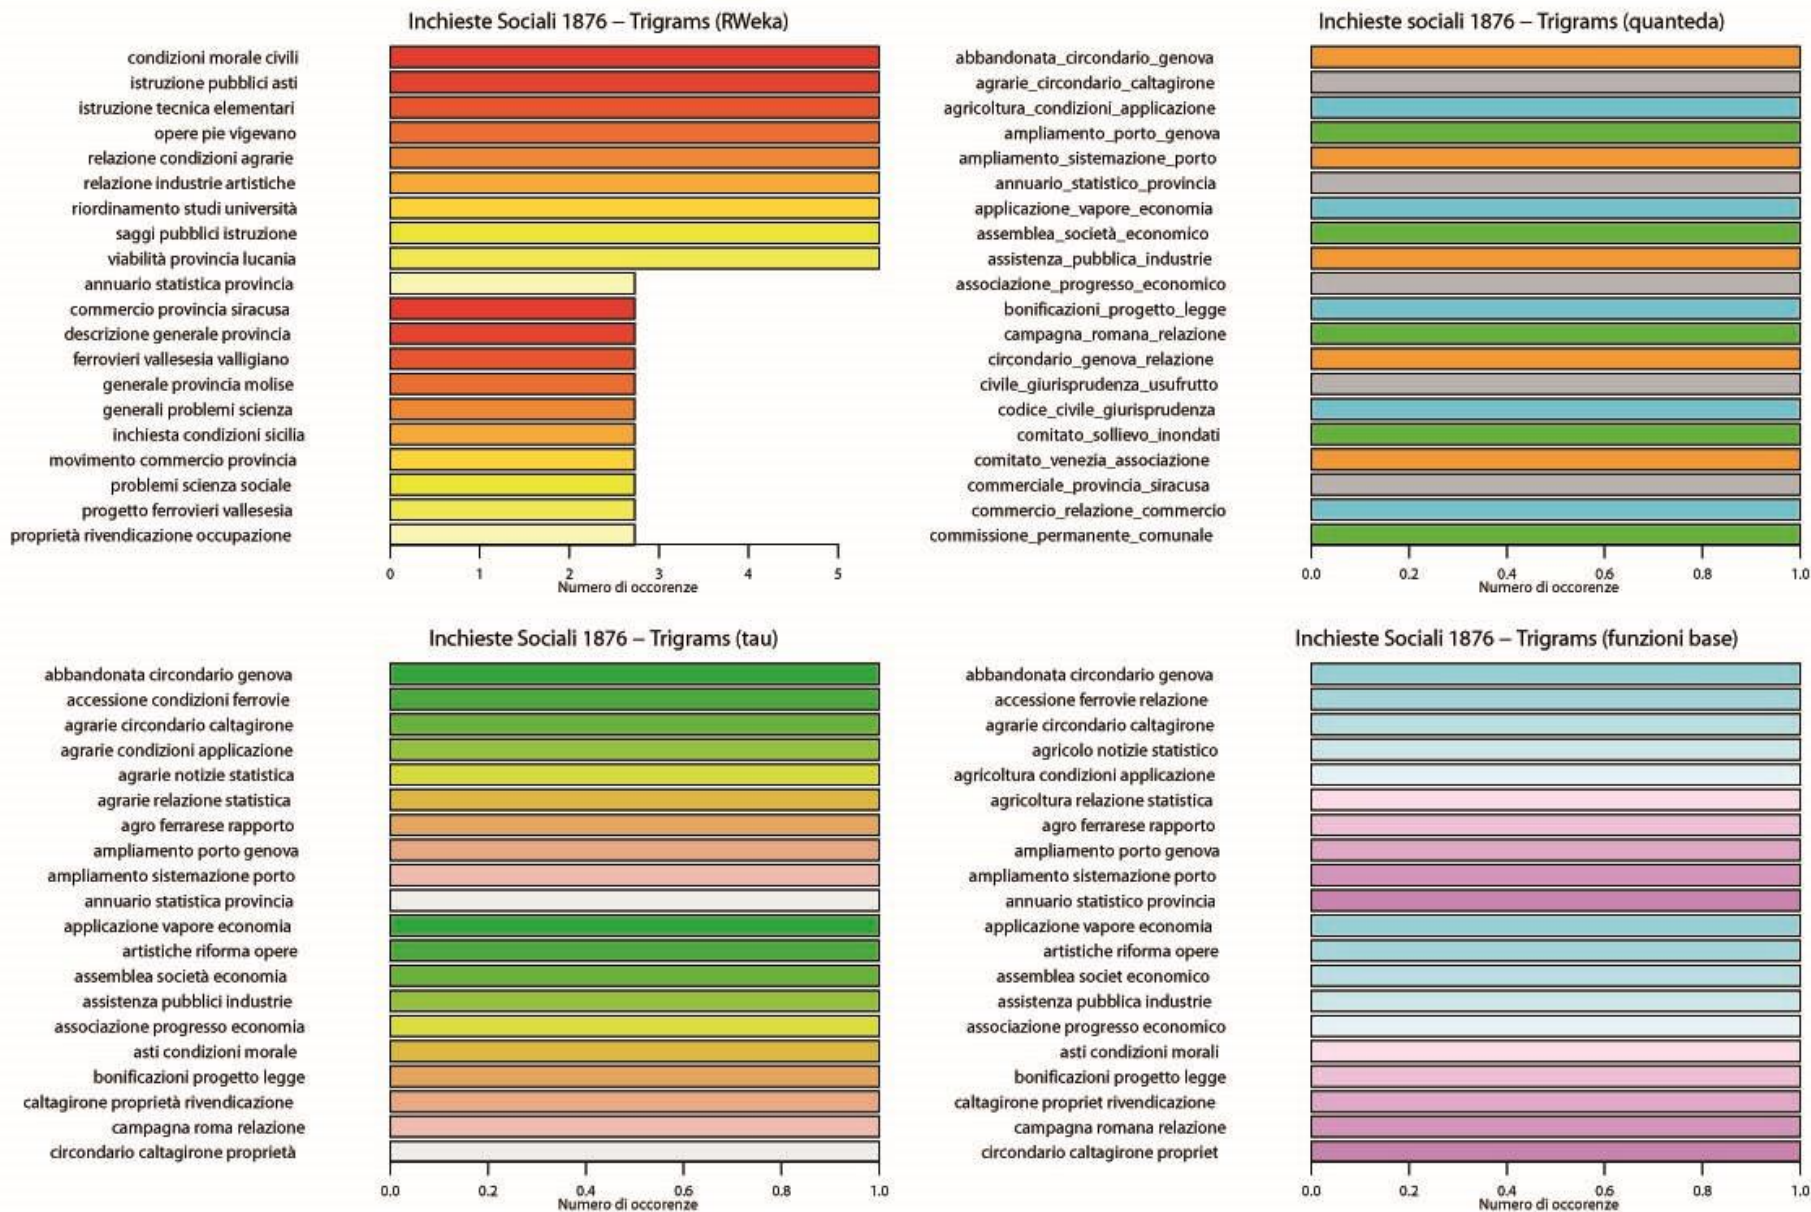 Inchieste Sociali 1876 – Trigrams (RWeka)
condizioni morale civili
istruzione pubblici asti
istruzione tecnica elementari
opere pie vigevano
relazione condizioni agrarie
relazione industrie artistiche
riordinamento studi università
saggi pubblici istruzione
viabilità provincia lucania
annuario statistica provincia
commercio provincia siracusa
descrizione generale provincia
ferrovieri vallesesia valligiano
generale provincia molise
generali problemi scienza
inchiesta condizioni sicilia
movimento commercio provincia
problemi scienza sociale
progetto ferrovieri vallesesia
proprietà rivendicazione occupazione
0 1 2 3 4 5
Numero di occorenze
Inchieste sociali 1876 – Trigrams (quanteda)
abbandonata_circondario_genova
agrarie_circondario_caltagirone
agricoltura_condizioni_applicazione
ampliamento_porto_genova
ampliamento_sistemazione_porto
annuario_statistico_provincia
applicazione_vapore_economia
assemblea_società_economico
assistenza_pubblica_industrie
associazione_progresso_economico
bonificazioni_progetto_legge
campagna_romana_relazione
circondario_genova_relazione
civile_giurisprudenza_usufrutto
codice_civile_giurisprudenza
comitato_sollievo_inondati
comitato_venezia_associazione
commerciale_provincia_siracusa
commercio_relazione_commercio
commissione_permanente_comunale
0.0 0.2 0.4 0.6 0.8 1.0
Numero di occorenze
Inchieste Sociali 1876 – Trigrams (tau)
abbandonata circondario genova
accessione condizioni ferrovie
agrarie circondario caltagirone
agrarie condizioni applicazione
agrarie notizie statistica
agrarie relazione statistica
agro ferrarese rapporto
ampliamento porto genova
ampliamento sistemazione porto
annuario statistica provincia
applicazione vapore economia
artistiche riforma opere
assemblea società economia
assistenza pubblici industrie
associazione progresso economia
asti condizioni morale
bonificazioni progetto legge
caltagirone proprietà rivendicazione
campagna roma relazione
circondario caltagirone proprietà
0.0 0.2 0.4 0.6 0.8 1.0
Numero di occorenze
Inchieste Sociali 1876 – Trigrams (funzioni base)
abbandonata circondario genova
accessione ferrovie relazione
agrarie circondario caltagirone
agricolo notizie statistico
agricoltura condizioni applicazione
agricoltura relazione statistica
agro ferrarese rapporto
ampliamento porto genova
ampliamento sistemazione porto
annuario statistico provincia
applicazione vapore economia
artistiche riforma opere
assemblea societ economico
assistenza pubblica industrie
associazione progresso economico
asti condizioni morali
bonificazioni progetto legge
caltagirone propriet rivendicazione
campagna romana relazione
circondario caltagirone propriet
0.0 0.2 0.4 0.6 0.8 1.0
Numero di occorenze